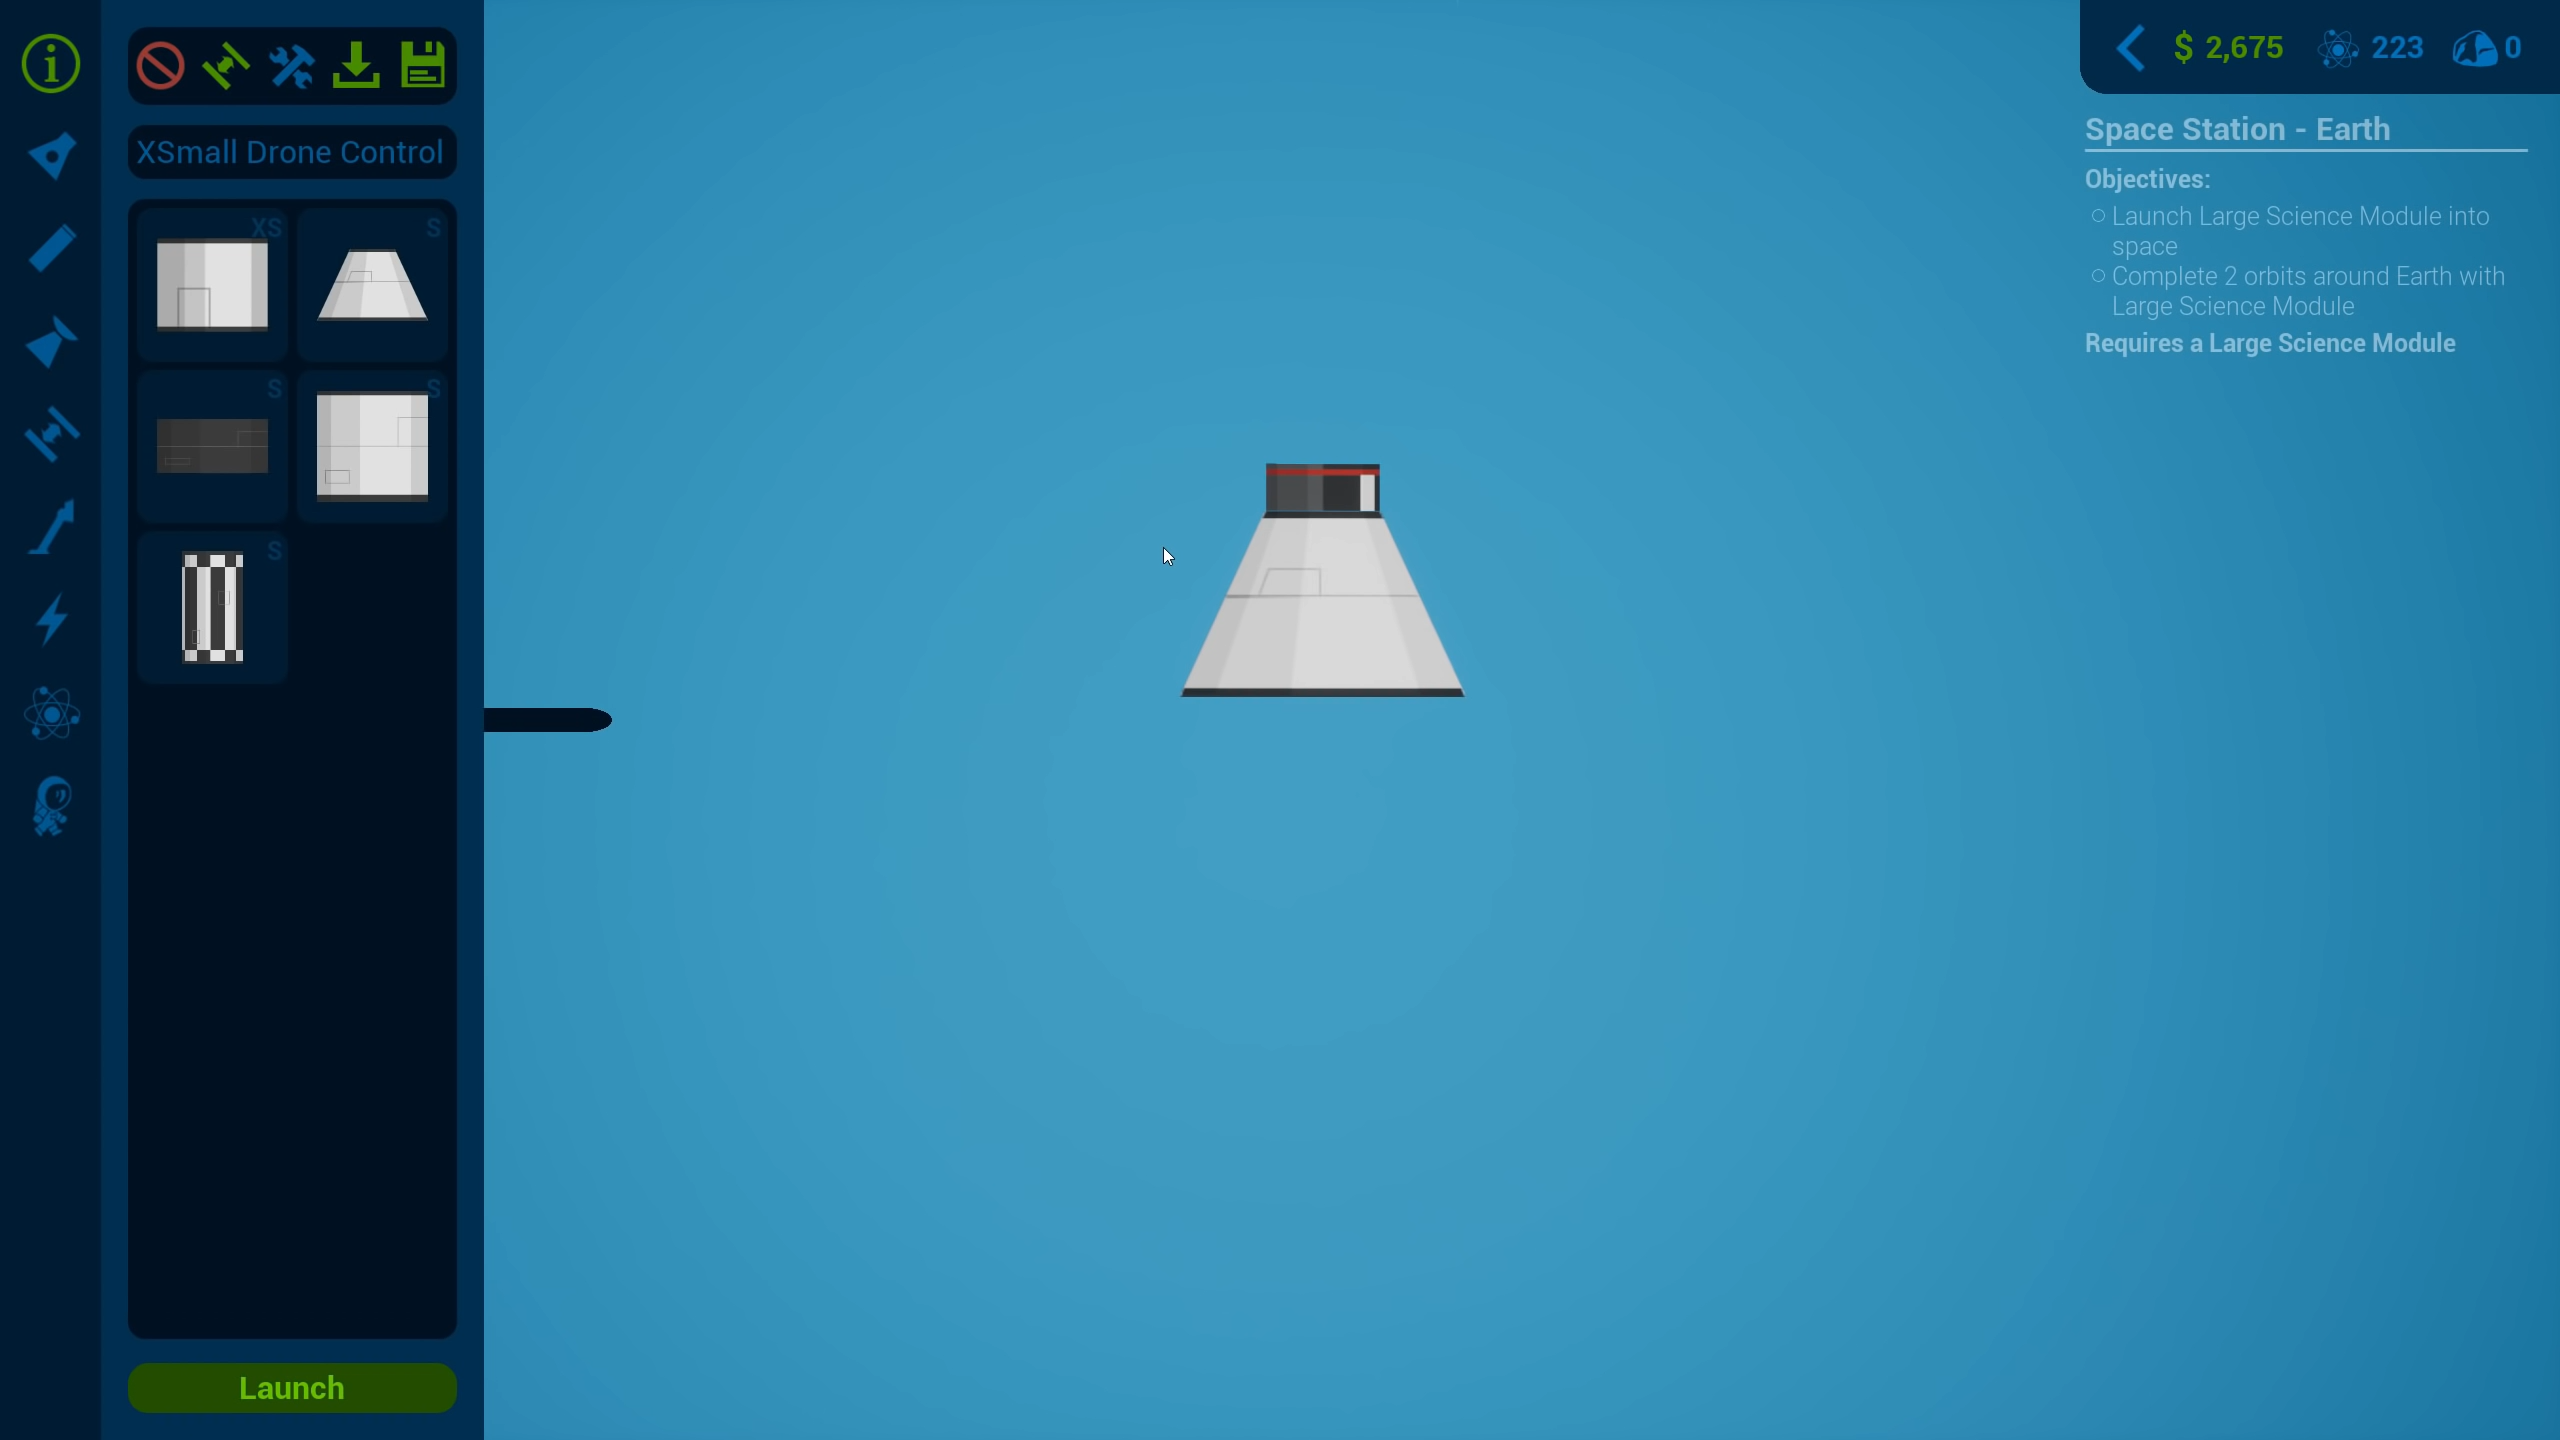 $ 2,675 223 0
XSmall Drone Control
XS
S
S
S
S
Launch
Space Station - Earth
Objectives:
Launch Large Science Module into
space
Complete 2 orbits around Earth with
Large Science Module
Requires a Large Science Module